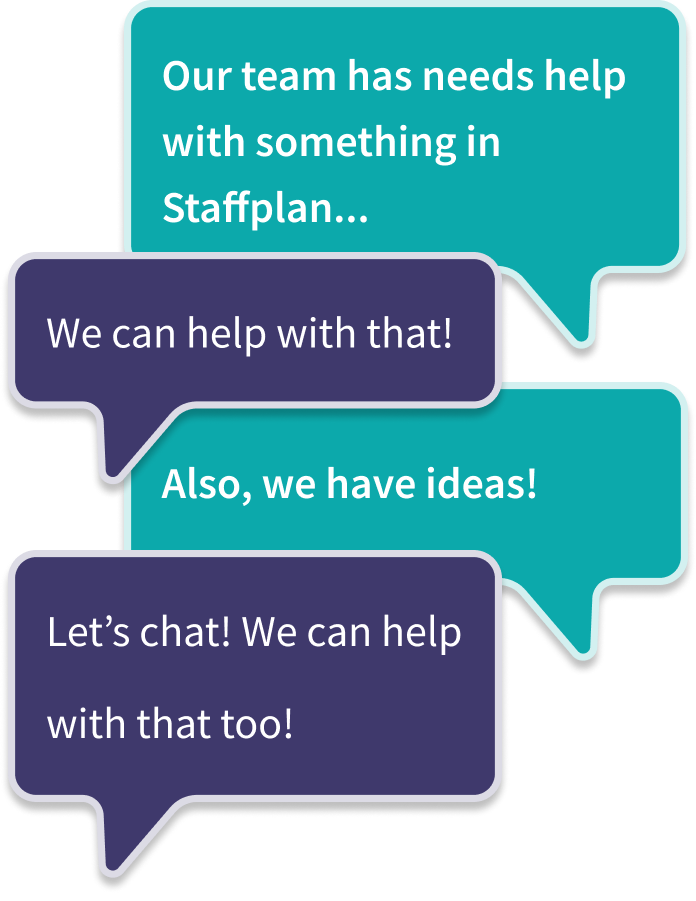 Our team has needs help
with something in
Staffplan...
We can help with that!
Also, we have ideas!
Let’s chat! We can help
with that too!